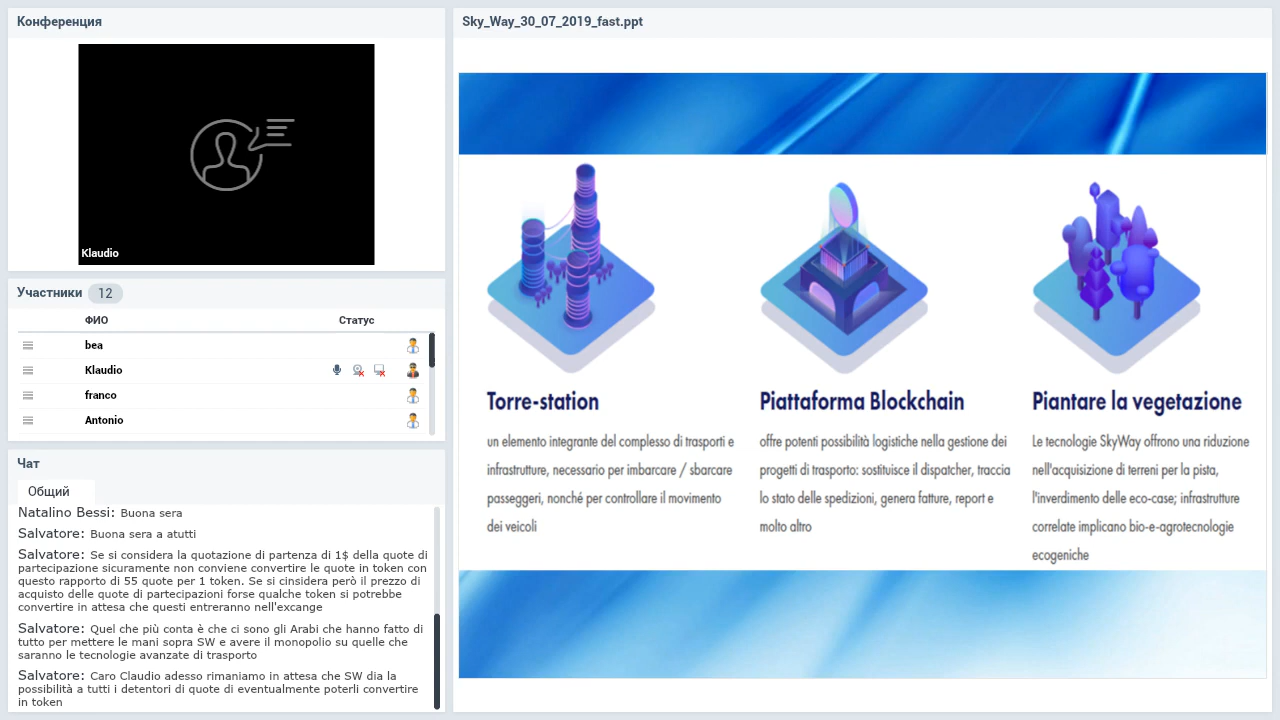 Конференция
Klaudio
Участники 12
ФИО Статус
bea
Klaudio
franco
Antonio
Чат
Общий
Natalino Bessi: Buona sera
Salvatore: Buona sera a atutti
Salvatore: Se si considera la quotazione di partenza di 1$ della quote di
partecipazione sicuramente non conviene convertire le quote in token con
questo rapporto di 55 quote per 1 token. Se si cinsidera però il prezzo di
acquisto delle quote di partecipazioni forse qualche token si potrebbe
convertire in attesa che questi entreranno nell'excange
Salvatore: Quel che più conta è che ci sono gli Arabi che hanno fatto di
tutto per mettere le mani sopra SW e avere il monopolio su quelle che
saranno le tecnologie avanzate di trasporto
Salvatore: Caro Claudio adesso rimaniamo in attesa che SW dia la
possibilità a tutti i detentori di quote di eventualmente poterli convertire
in token
Sky_Way_30_07_2019_fast.ppt
Torre-station
un elemento integrante del complesso di trasporti e
infrastrutture, necessario per imbarcare / sbarcare
passeggeri, nonché per controllare il movimento
dei veicoli
Piattaforma Blockchain
offre potenti possibilità logistiche nella gestione dei
progetti di trasporto: sostituisce il dispatcher, traccia
lo stato delle spedizioni, genera fatture, report e
molto altro
Piantare la vegetazione
Le tecnologie SkyWay offrono una riduzione
nell'acquisizione di terreni per la pista,
l'inverdimento delle eco-case; infrastrutture
correlate implicano bio-e-agrotecnologie
ecogeniche